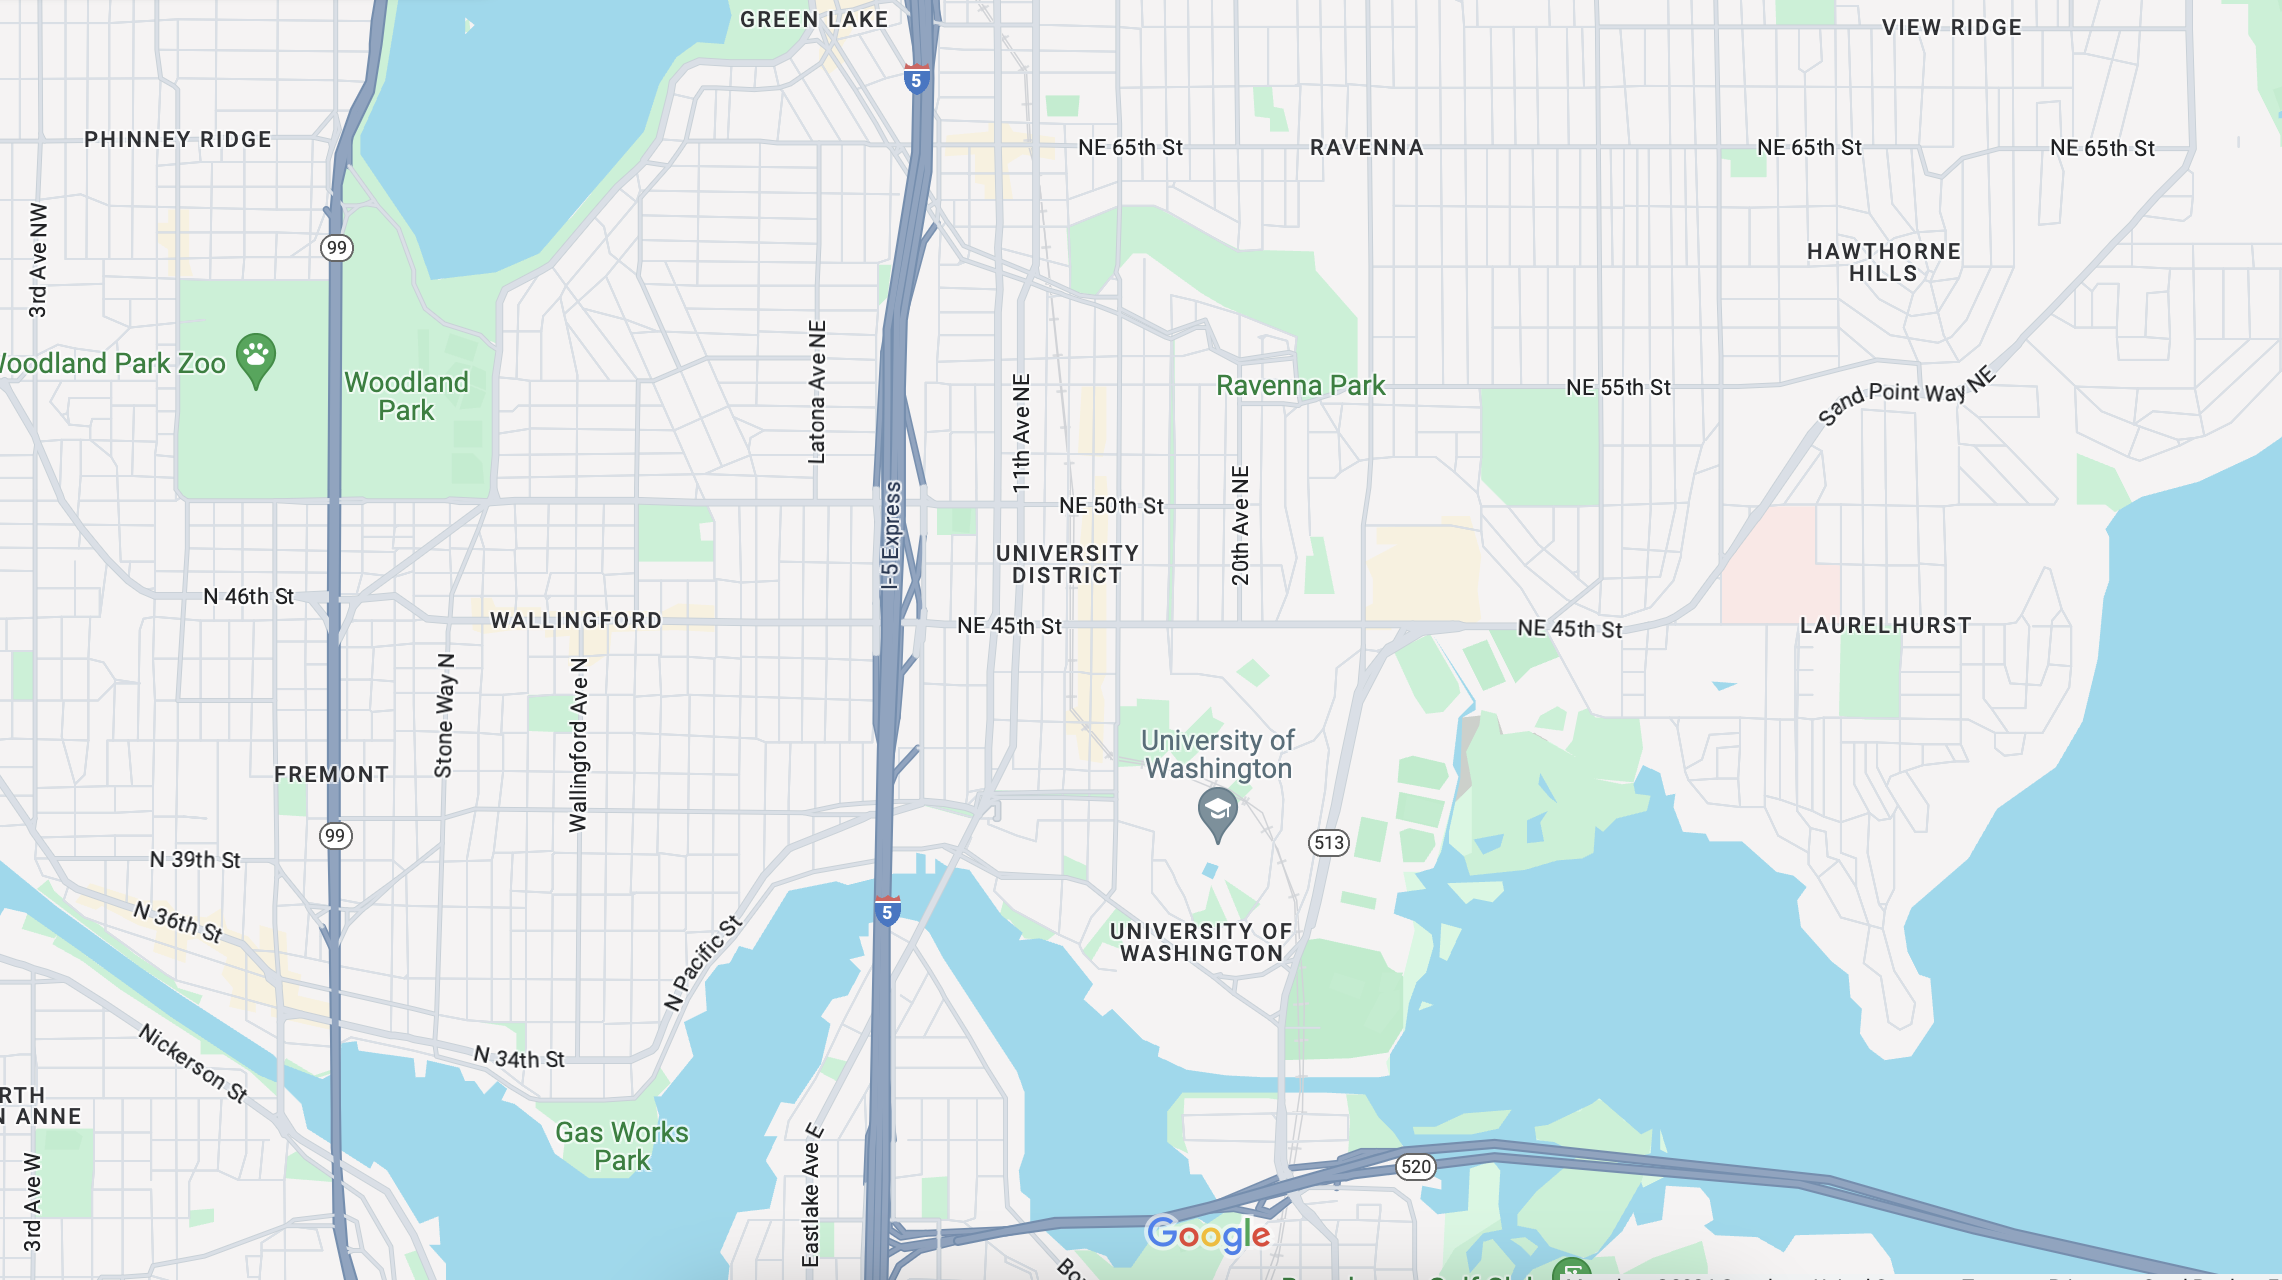 GREEN LAKE
VIEW RIDGE
5
PHINNEY RIDGE
NE 65th St
RAVENNA
NE 65th St
NE 65th St
3rd Ave NW
99
HAWTHORNE
HILLS
Woodland Park Zoo
Woodland
Park
Latona Ave NE
11th Ave NE
Ravenna Park
NE 55th St
Sand Point Way NE
I-5 Express
NE 50th St
20th Ave NE
UNIVERSITY
DISTRICT
N 46th St
WALLINGFORD
NE 45th St
NE 45th St
LAURELHURST
Stone Way N
Wallingford Ave N
University of
Washington
FREMONT
99
513
N 39th St
N 36th St
5
N Pacific St
UNIVERSITY OF
WASHINGTON
Nickerson St
N 34th St
RTH
N ANNE
Gas Works
Park
3rd Ave W
Eastlake Ave E
520
Google